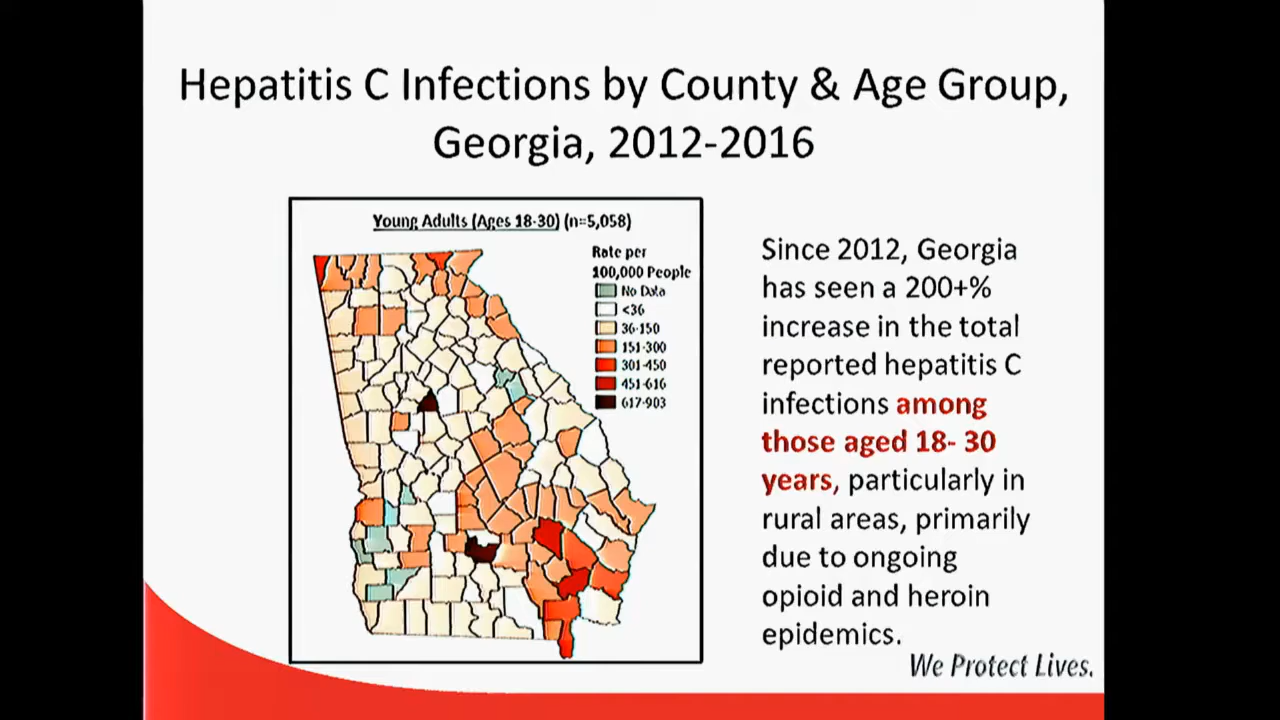 Hepatitis C Infections by County & Age Group,
Georgia, 2012-2016
Young Adults (Ages 18-30) (n=5,058)
Rate per
100,000 People
No Data
<36
36-150
151-300
301-450
451-616
617-903
Since 2012, Georgia
has seen a 200+%
increase in the total
reported hepatitis C
infections among
those aged 18- 30
years, particularly in
rural areas, primarily
due to ongoing
opioid and heroin
epidemics.
We Protect Lives.